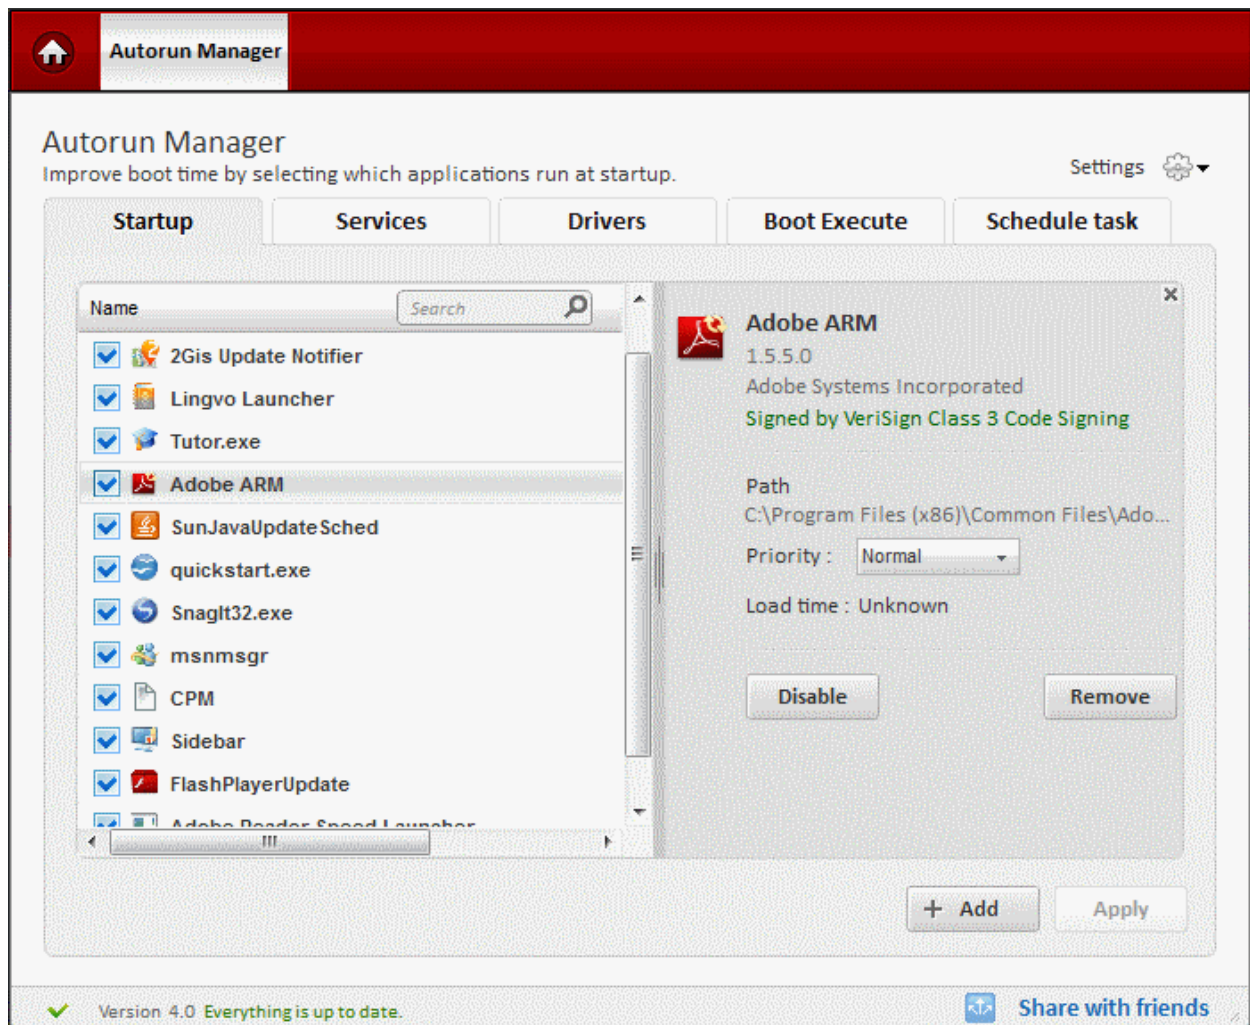 Autorun Manager
Autorun Manager
Improve boot time by selecting which applications run at startup.
Settings
Startup Services Drivers Boot Execute Schedule task
Name Search
2Gis Update Notifier
Lingvo Launcher
Tutor.exe
Adobe ARM
SunJavaUpdateSched
quickstart.exe
SnagIt32.exe
msnmsgr
CPM
Sidebar
FlashPlayerUpdate
Adobe Reader Speed Launcher
Adobe ARM
1.5.5.0
Adobe Systems Incorporated
Signed by VeriSign Class 3 Code Signing
Path
C:\Program Files (x86)\Common Files\Ado...
Priority : Normal
Load time : Unknown
Disable Remove
+ Add Apply
Version 4.0 Everything is up to date.
Share with friends